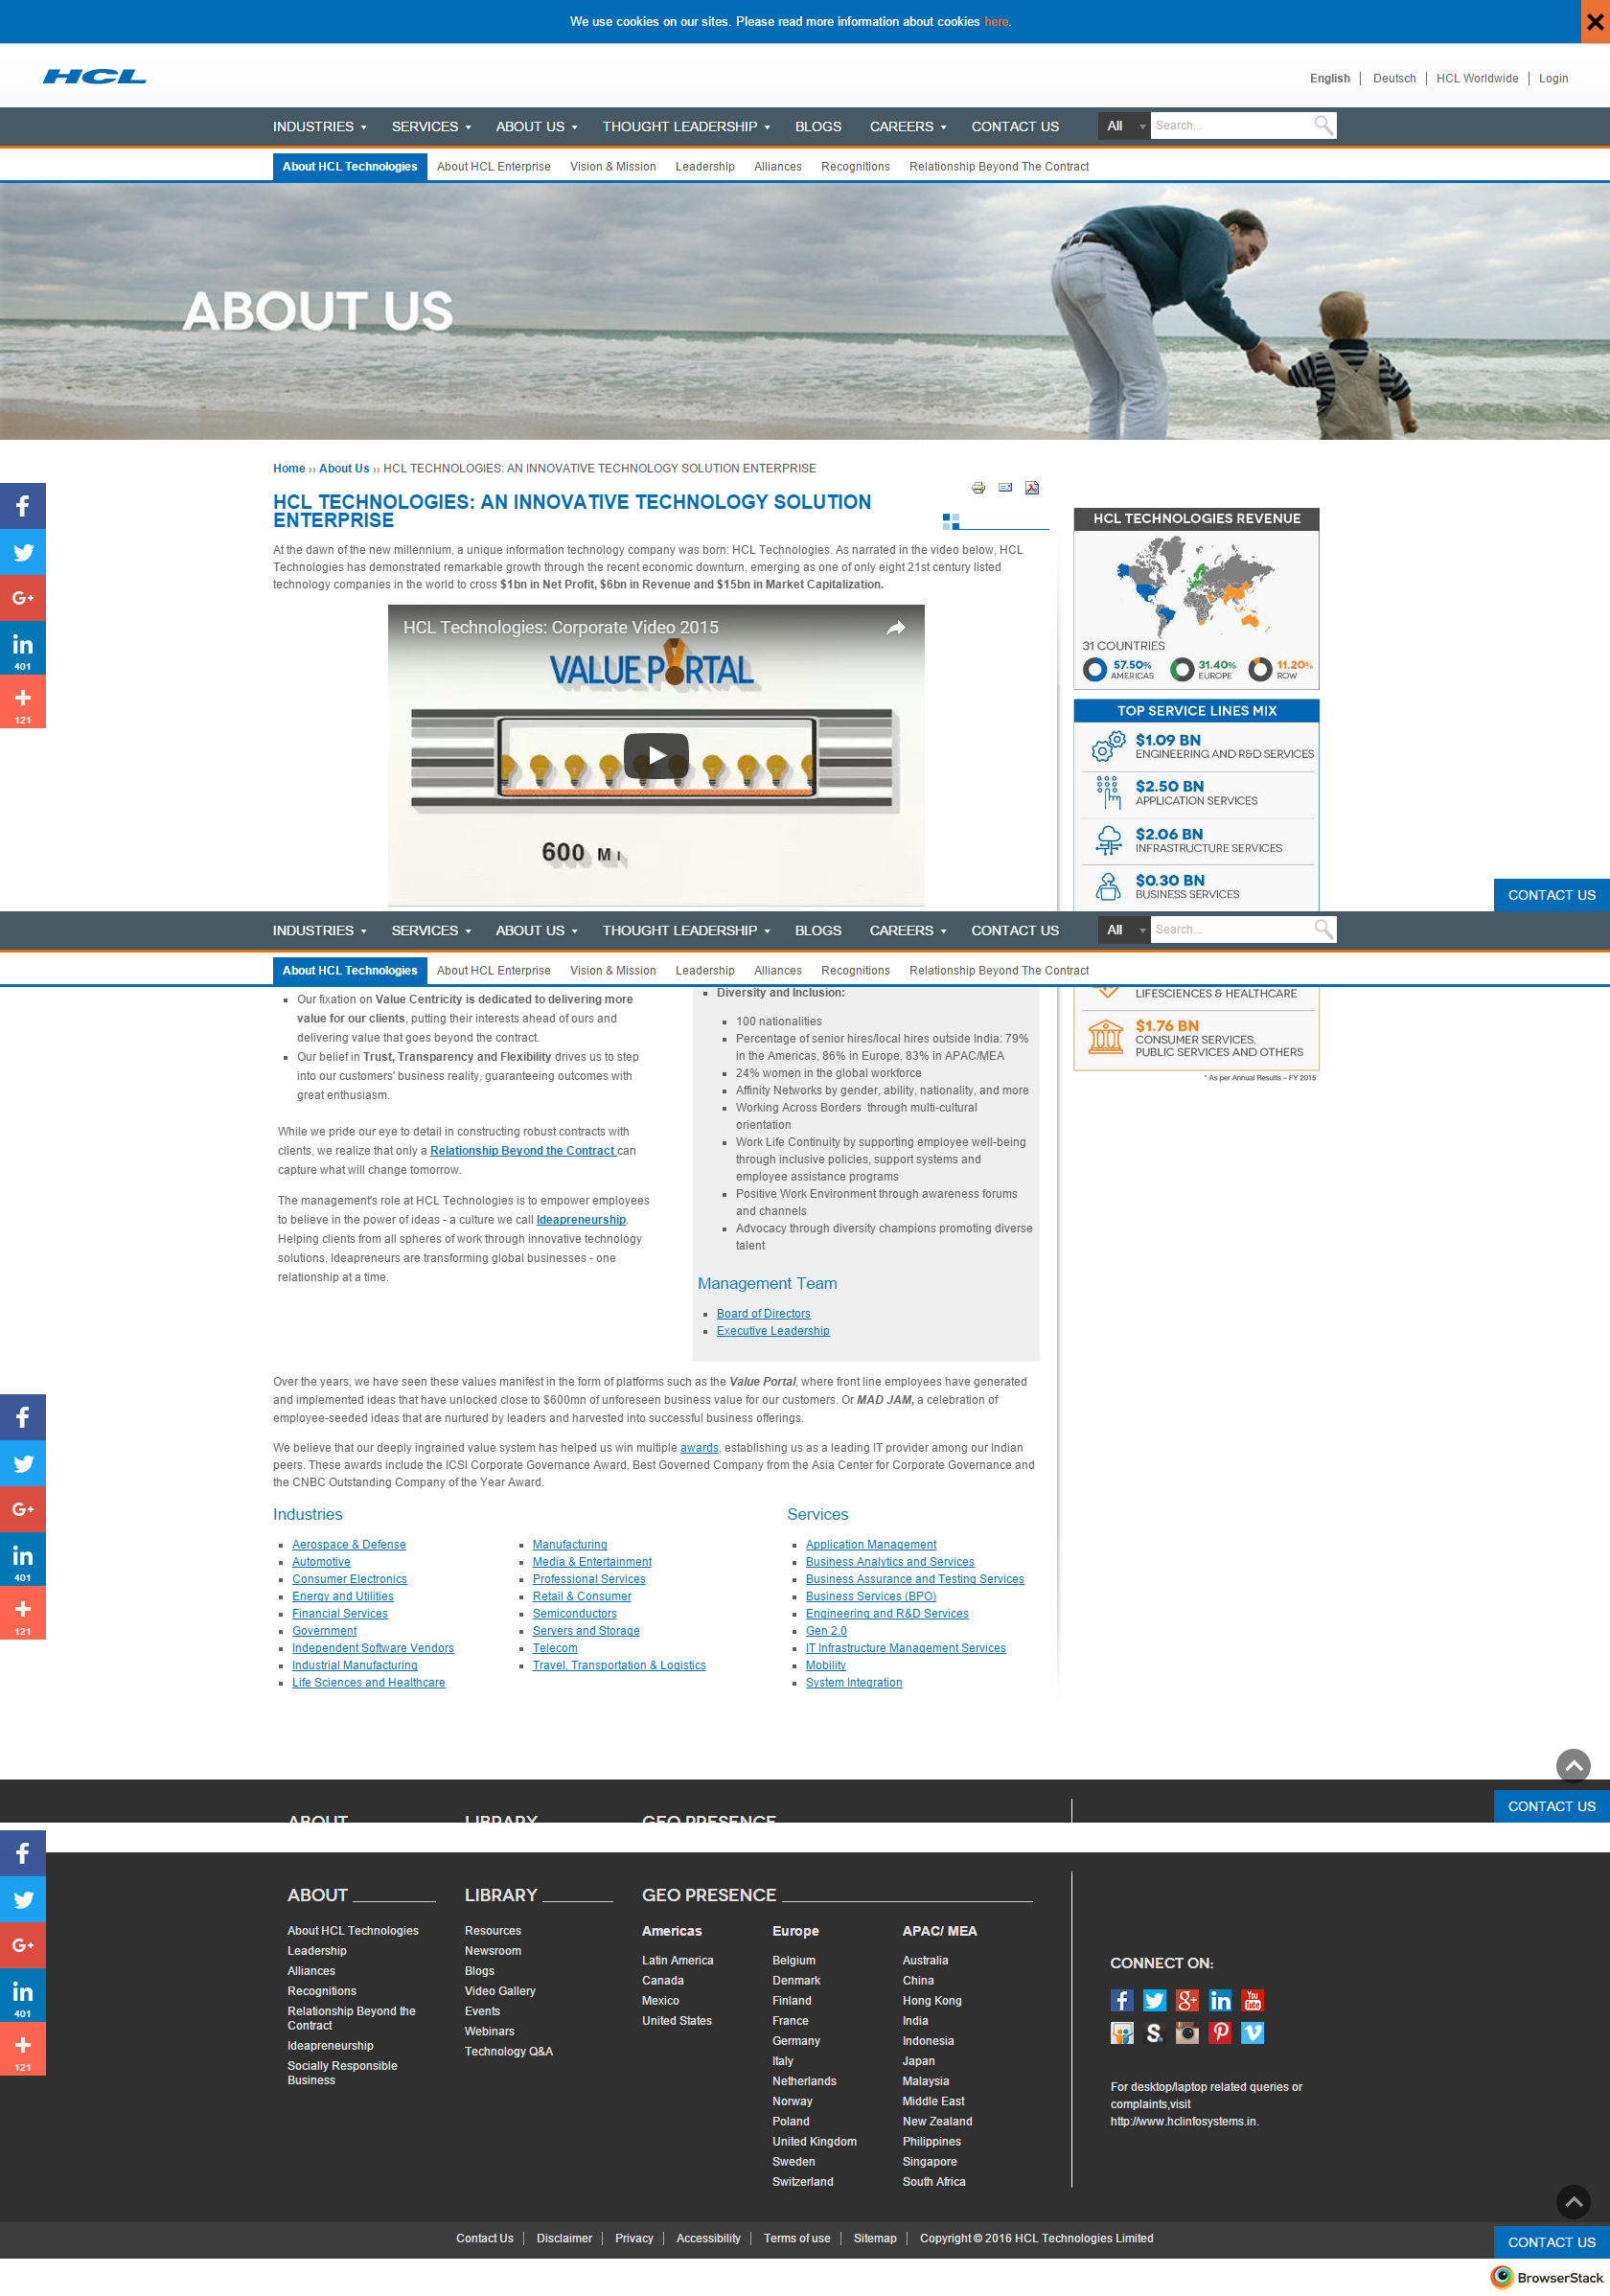 We use cookies on our sites. Please read more information about cookies here.
HCL
English | Deutsch | HCL Worldwide | Login
INDUSTRIES SERVICES ABOUT US THOUGHT LEADERSHIP BLOGS CAREERS CONTACT US All Search...
About HCL Technologies About HCL Enterprise Vision & Mission Leadership Alliances Recognitions Relationship Beyond The Contract
ABOUT US
Home ›› About Us ›› HCL TECHNOLOGIES: AN INNOVATIVE TECHNOLOGY SOLUTION ENTERPRISE
HCL TECHNOLOGIES: AN INNOVATIVE TECHNOLOGY SOLUTION
ENTERPRISE
At the dawn of the new millennium, a unique information technology company was born: HCL Technologies. As narrated in the video below, HCL
Technologies has demonstrated remarkable growth through the recent economic downturn, emerging as one of only eight 21st century listed
technology companies in the world to cross $1bn in Net Profit, $6bn in Revenue and $15bn in Market Capitalization.
HCL Technologies: Corporate Video 2015
VALUE PORTAL
600 M
401
121
HCL TECHNOLOGIES REVENUE
31 COUNTRIES
57.50% AMERICAS
31.40% EUROPE
11.20% ROW
TOP SERVICE LINES MIX
$1.09 BN
ENGINEERING AND R&D SERVICES
$2.50 BN
APPLICATION SERVICES
$2.06 BN
INFRASTRUCTURE SERVICES
$0.30 BN
BUSINESS SERVICES
CONTACT US
INDUSTRIES SERVICES ABOUT US THOUGHT LEADERSHIP BLOGS CAREERS CONTACT US All Search...
About HCL Technologies About HCL Enterprise Vision & Mission Leadership Alliances Recognitions Relationship Beyond The Contract
Our fixation on Value Centricity is dedicated to delivering more
value for our clients, putting their interests ahead of ours and
delivering value that goes beyond the contract.
Our belief in Trust, Transparency and Flexibility drives us to step
into our customers' business reality, guaranteeing outcomes with
great enthusiasm.
While we pride our eye to detail in constructing robust contracts with
clients, we realize that only a Relationship Beyond the Contract can
capture what will change tomorrow.
The management's role at HCL Technologies is to empower employees
to believe in the power of ideas - a culture we call Ideapreneurship.
Helping clients from all spheres of work through innovative technology
solutions, Ideapreneurs are transforming global businesses - one
relationship at a time.
Diversity and Inclusion:
100 nationalities
Percentage of senior hires/local hires outside India: 79%
in the Americas, 86% in Europe, 83% in APAC/MEA
24% women in the global workforce
Affinity Networks by gender, ability, nationality, and more
Working Across Borders through multi-cultural
orientation
Work Life Continuity by supporting employee well-being
through inclusive policies, support systems and
employee assistance programs
Positive Work Environment through awareness forums
and channels
Advocacy through diversity champions promoting diverse
talent
Management Team
Board of Directors
Executive Leadership
LIFESCIENCES & HEALTHCARE
$1.76 BN
CONSUMER SERVICES,
PUBLIC SERVICES AND OTHERS
* As per Annual Results – FY 2015
Over the years, we have seen these values manifest in the form of platforms such as the Value Portal, where front line employees have generated
and implemented ideas that have unlocked close to $600mn of unforeseen business value for our customers. Or MAD JAM, a celebration of
employee-seeded ideas that are nurtured by leaders and harvested into successful business offerings.
We believe that our deeply ingrained value system has helped us win multiple awards, establishing us as a leading IT provider among our Indian
peers. These awards include the ICSI Corporate Governance Award, Best Governed Company from the Asia Center for Corporate Governance and
the CNBC Outstanding Company of the Year Award.
401
121
Industries
Aerospace & Defense
Automotive
Consumer Electronics
Energy and Utilities
Financial Services
Government
Independent Software Vendors
Industrial Manufacturing
Life Sciences and Healthcare
Manufacturing
Media & Entertainment
Professional Services
Retail & Consumer
Semiconductors
Servers and Storage
Telecom
Travel, Transportation & Logistics
Services
Application Management
Business Analytics and Services
Business Assurance and Testing Services
Business Services (BPO)
Engineering and R&D Services
Gen 2.0
IT Infrastructure Management Services
Mobility
System Integration
ABOUT LIBRARY GEO PRESENCE
CONTACT US
401
121
ABOUT
About HCL Technologies
Leadership
Alliances
Recognitions
Relationship Beyond the
Contract
Ideapreneurship
Socially Responsible
Business
LIBRARY
Resources
Newsroom
Blogs
Video Gallery
Events
Webinars
Technology Q&A
GEO PRESENCE
Americas
Latin America
Canada
Mexico
United States
Europe
Belgium
Denmark
Finland
France
Germany
Italy
Netherlands
Norway
Poland
United Kingdom
Sweden
Switzerland
APAC/ MEA
Australia
China
Hong Kong
India
Indonesia
Japan
Malaysia
Middle East
New Zealand
Philippines
Singapore
South Africa
CONNECT ON:
For desktop/laptop related queries or
complaints,visit
http://www.hclinfosystems.in.
Contact Us | Disclaimer | Privacy | Accessibility | Terms of use | Sitemap | Copyright © 2016 HCL Technologies Limited
CONTACT US
BrowserStack